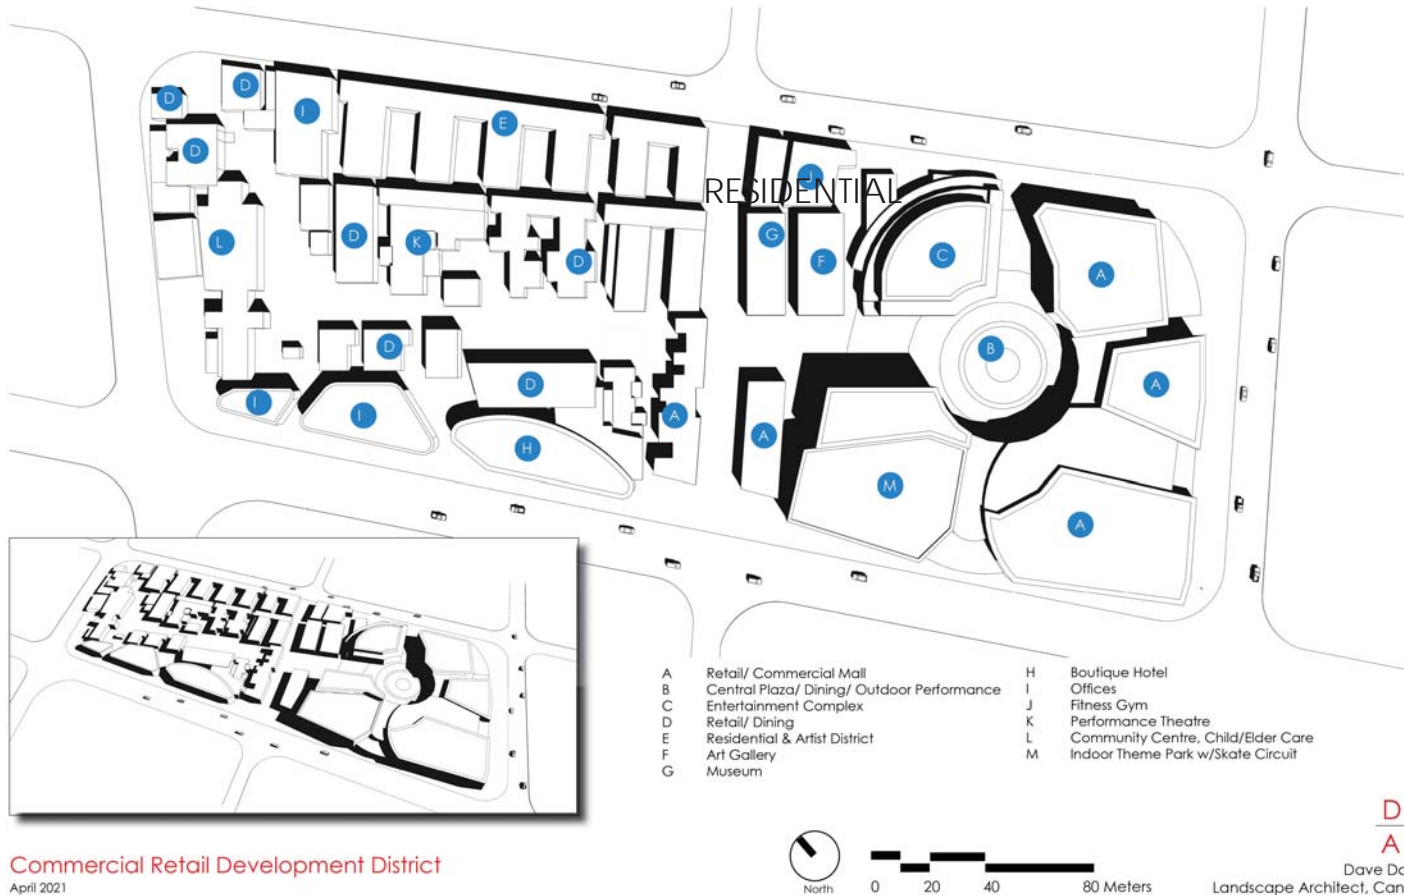 D
D
I
E
D
J
RESIDENTIAL
D
K
L
G
F
C
A
D
B
D
D
A
I
I
A
A
H
M
A
A Retail/ Commercial Mall
B Central Plaza/ Dining/ Outdoor Performance
C Entertainment Complex
D Retail/ Dining
E Residential & Artist District
F Art Gallery
G Museum
H Boutique Hotel
I Offices
J Fitness Gym
K Performance Theatre
L Community Centre, Child/Elder Care
M Indoor Theme Park w/Skate Circuit
Commercial Retail Development District
April 2021
North
0 20 40 80 Meters
D
A
Dave
Landscape Architect,